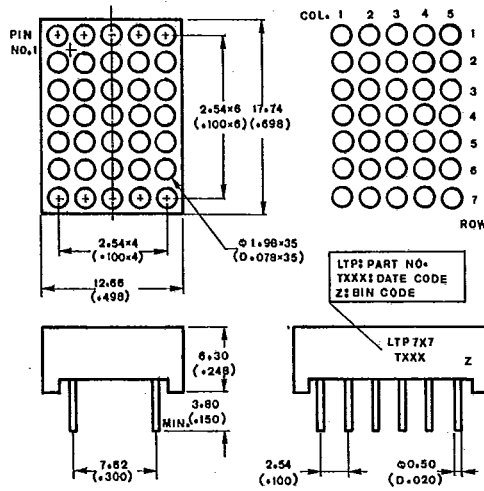 PIN
NO.1
COL. 1 2 3 4 5
1
2
3
4
5
6
7
ROW
2.54×6
(.100×6)
17.74
(.698)
2.54×4
(.100×4)
Φ1.98×35
(D.078×35)
12.66
(.498)
LTP: PART NO.
TXXX: DATE CODE
Z: BIN CODE
LTP7X7
TXXX
Z
6.30
(.248)
3.80
(.150)
MIN.
7.62
(.300)
2.54
(.100)
Φ0.50
(D.020)